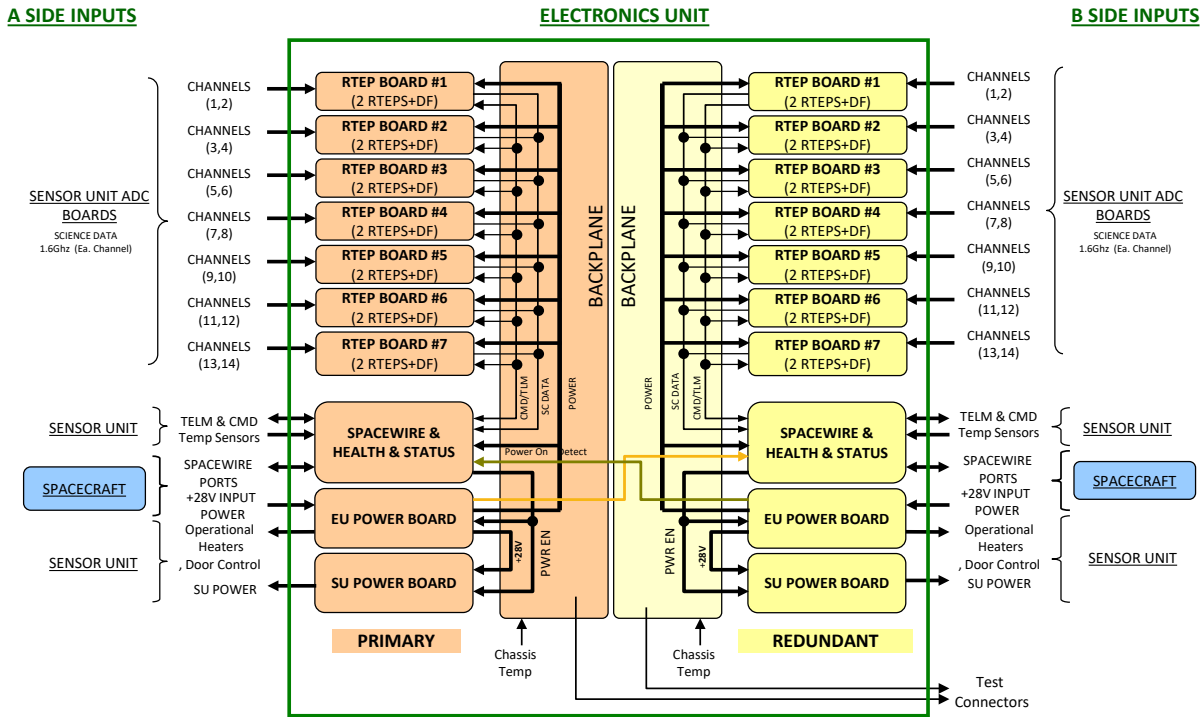 A SIDE INPUTS
ELECTRONICS UNIT
B SIDE INPUTS
SENSOR UNIT ADC
BOARDS
SCIENCE DATA
1.6Ghz (Ea. Channel)
CHANNELS
(1,2)
CHANNELS
(3,4)
CHANNELS
(5,6)
CHANNELS
(7,8)
CHANNELS
(9,10)
CHANNELS
(11,12)
CHANNELS
(13,14)
SENSOR UNIT
TELM & CMD
Temp Sensors
SPACECRAFT
SPACEWIRE
PORTS
+28V INPUT
POWER
SENSOR UNIT
Operational
Heaters
, Door Control
SU POWER
RTEP BOARD #1
(2 RTEPS+DF)
RTEP BOARD #2
(2 RTEPS+DF)
RTEP BOARD #3
(2 RTEPS+DF)
RTEP BOARD #4
(2 RTEPS+DF)
RTEP BOARD #5
(2 RTEPS+DF)
RTEP BOARD #6
(2 RTEPS+DF)
RTEP BOARD #7
(2 RTEPS+DF)
SPACEWIRE &
HEALTH & STATUS
EU POWER BOARD
SU POWER BOARD
PRIMARY
BACKPLANE
CMD/TLM
SC DATA
POWER
Power On Detect
+28V
PWR EN
Chassis
Temp
BACKPLANE
POWER
SC DATA
CMD/TLM
PWR EN
+28V
Chassis
Temp
RTEP BOARD #1
(2 RTEPS+DF)
RTEP BOARD #2
(2 RTEPS+DF)
RTEP BOARD #3
(2 RTEPS+DF)
RTEP BOARD #4
(2 RTEPS+DF)
RTEP BOARD #5
(2 RTEPS+DF)
RTEP BOARD #6
(2 RTEPS+DF)
RTEP BOARD #7
(2 RTEPS+DF)
SPACEWIRE &
HEALTH & STATUS
EU POWER BOARD
SU POWER BOARD
REDUNDANT
CHANNELS
(1,2)
CHANNELS
(3,4)
CHANNELS
(5,6)
CHANNELS
(7,8)
CHANNELS
(9,10)
CHANNELS
(11,12)
CHANNELS
(13,14)
SENSOR UNIT ADC
BOARDS
SCIENCE DATA
1.6Ghz (Ea. Channel)
TELM & CMD
Temp Sensors
SENSOR UNIT
SPACEWIRE
PORTS
+28V INPUT
POWER
SPACECRAFT
Operational
Heaters
, Door Control
SU POWER
SENSOR UNIT
Test
Connectors